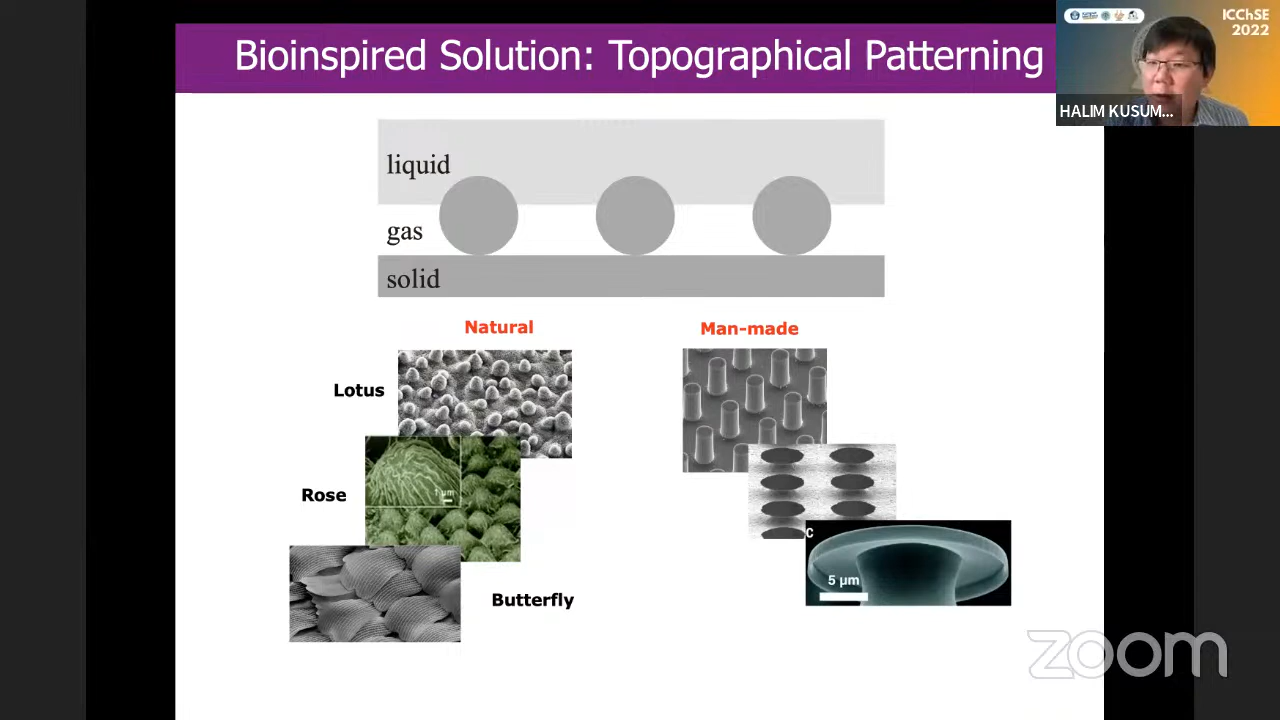 Bioinspired Solution: Topographical Patterning
ICChSE
2022
HALIM KUSUM...
liquid
gas
solid
Natural
Man-made
Lotus
Rose
1 μm
Butterfly
C
5 μm
zoom